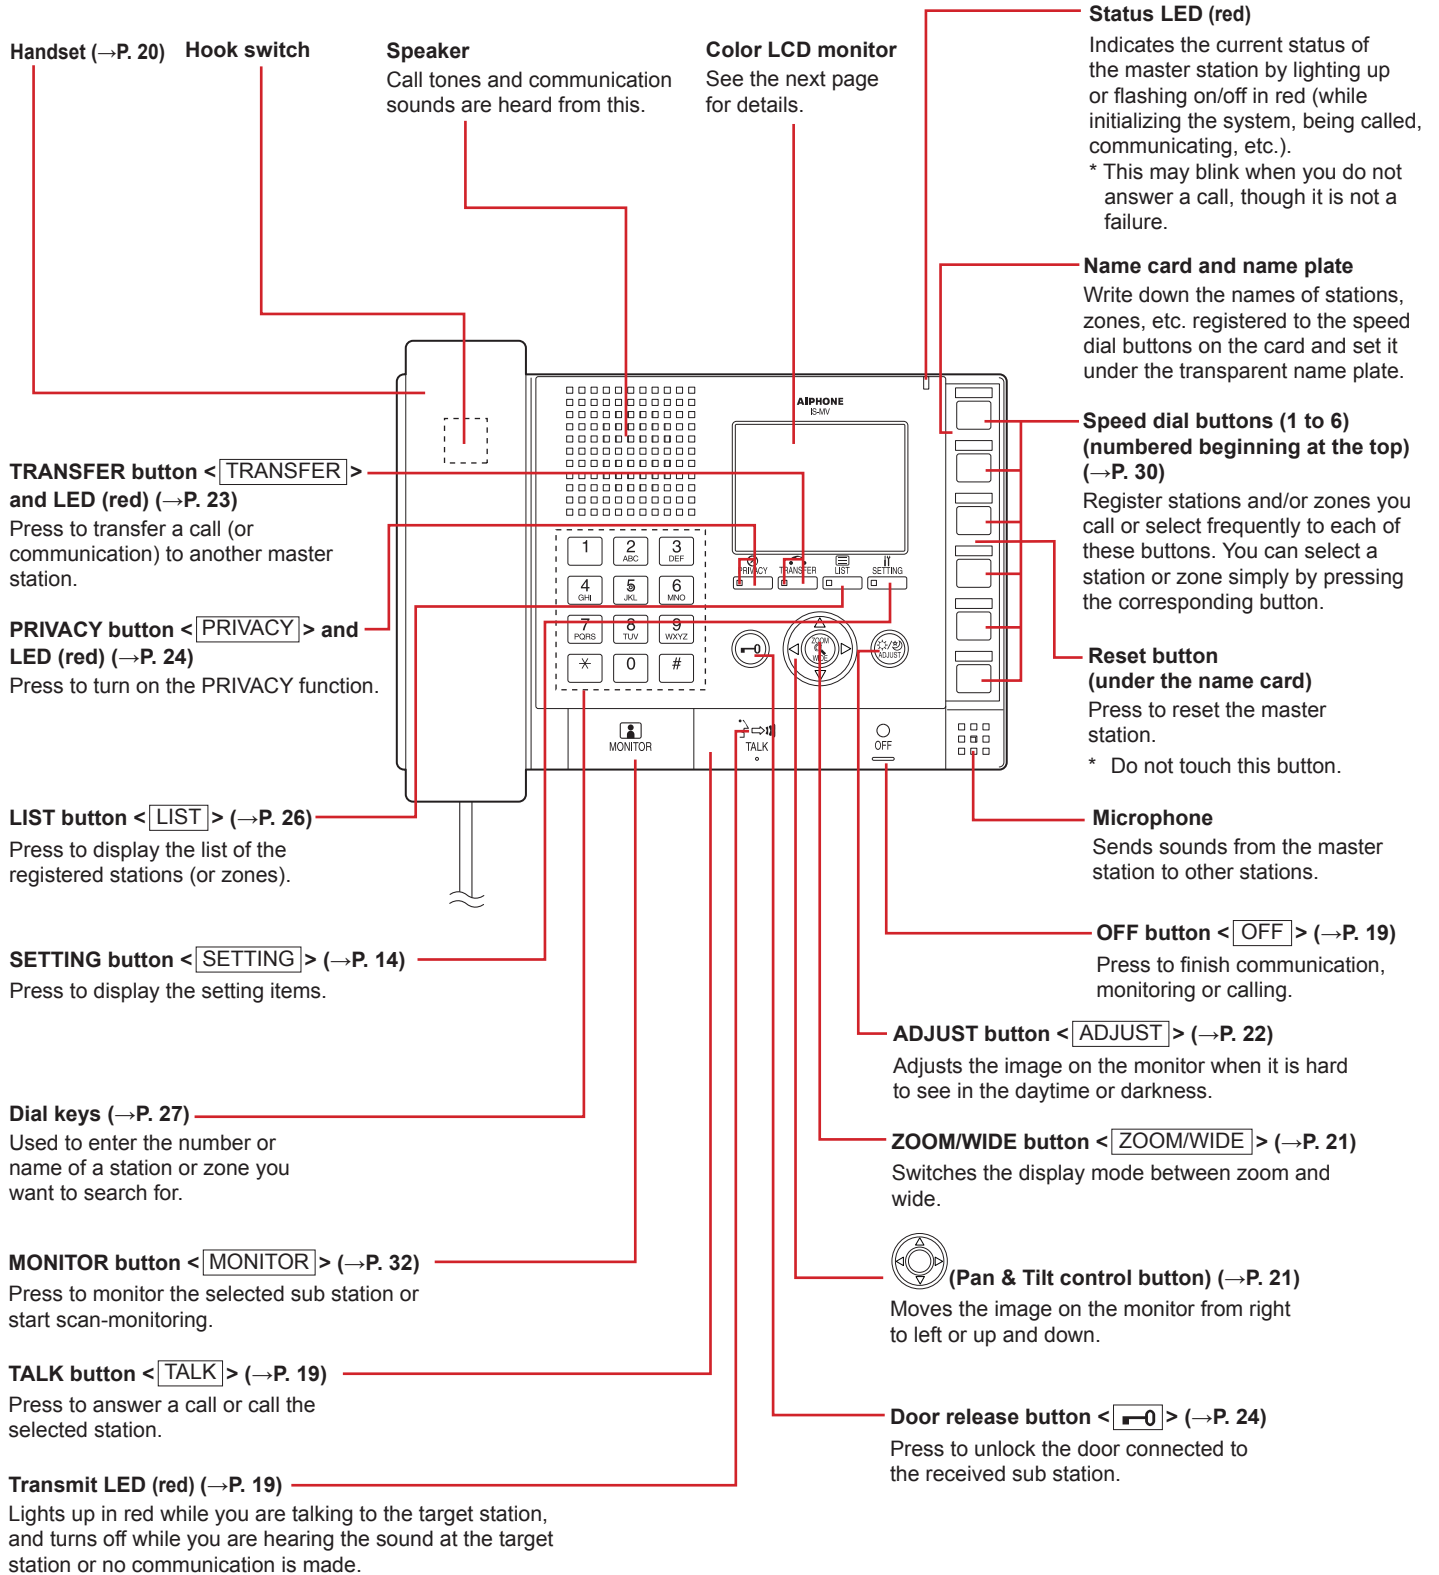 Handset (→P. 20)
Hook switch
Speaker
Call tones and communication
sounds are heard from this.
Color LCD monitor
See the next page
for details.
Status LED (red)
Indicates the current status of
the master station by lighting up
or flashing on/off in red (while
initializing the system, being called,
communicating, etc.).
* This may blink when you do not
answer a call, though it is not a
failure.
Name card and name plate
Write down the names of stations,
zones, etc. registered to the speed
dial buttons on the card and set it
under the transparent name plate.
Speed dial buttons (1 to 6)
(numbered beginning at the top)
(→P. 30)
Register stations and/or zones you
call or select frequently to each of
these buttons. You can select a
station or zone simply by pressing
the corresponding button.
Reset button
(under the name card)
Press to reset the master
station.
* Do not touch this button.
Microphone
Sends sounds from the master
station to other stations.
OFF button <OFF> (→P. 19)
Press to finish communication,
monitoring or calling.
ADJUST button <ADJUST> (→P. 22)
Adjusts the image on the monitor when it is hard
to see in the daytime or darkness.
ZOOM/WIDE button <ZOOM/WIDE> (→P. 21)
Switches the display mode between zoom and
wide.
(Pan & Tilt control button) (→P. 21)
Moves the image on the monitor from right
to left or up and down.
Door release button < > (→P. 24)
Press to unlock the door connected to
the received sub station.
TRANSFER button <TRANSFER>
and LED (red) (→P. 23)
Press to transfer a call (or
communication) to another master
station.
PRIVACY button <PRIVACY> and
LED (red) (→P. 24)
Press to turn on the PRIVACY function.
LIST button <LIST> (→P. 26)
Press to display the list of the
registered stations (or zones).
SETTING button <SETTING> (→P. 14)
Press to display the setting items.
Dial keys (→P. 27)
Used to enter the number or
name of a station or zone you
want to search for.
MONITOR button <MONITOR> (→P. 32)
Press to monitor the selected sub station or
start scan-monitoring.
TALK button <TALK> (→P. 19)
Press to answer a call or call the
selected station.
Transmit LED (red) (→P. 19)
Lights up in red while you are talking to the target station,
and turns off while you are hearing the sound at the target
station or no communication is made.
AIPHONE
IS-MV
PRIVACY TRANSFER LIST SETTING
1 2 ABC 3 DEF
4 GHI 5 JKL 6 MNO
7 PQRS 8 TUV 9 WXYZ
* 0 #
ZOOM
WIDE
ADJUST
MONITOR
TALK
OFF